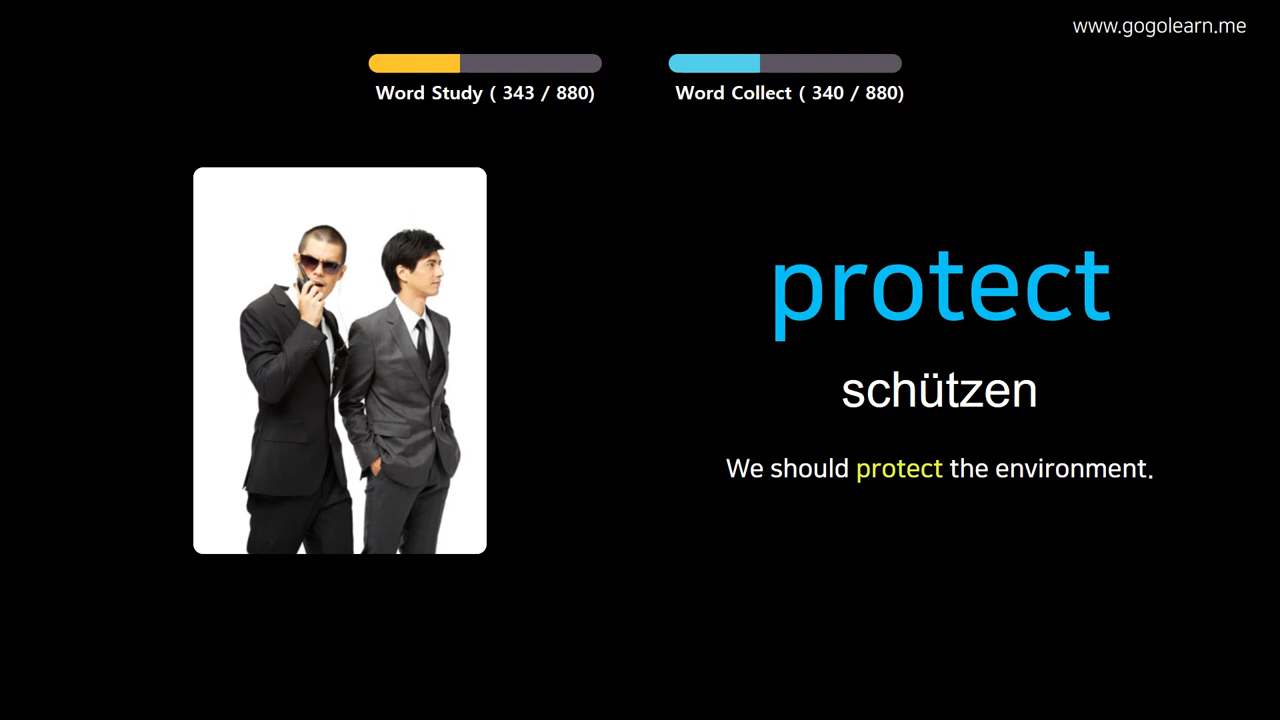 www.gogolearn.me
Word Study ( 343 / 880)
Word Collect ( 340 / 880)
protect
schützen
We should protect the environment.